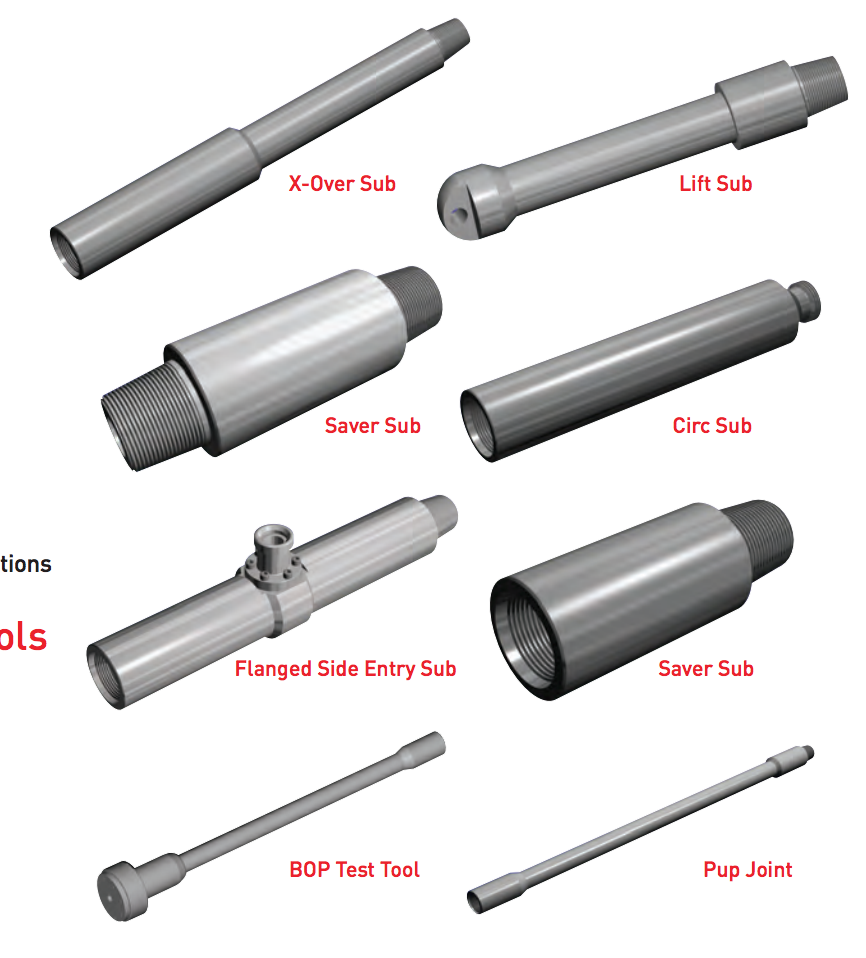 X-Over Sub
Lift Sub
Saver Sub
Circ Sub
tions
ols
Flanged Side Entry Sub
Saver Sub
BOP Test Tool
Pup Joint